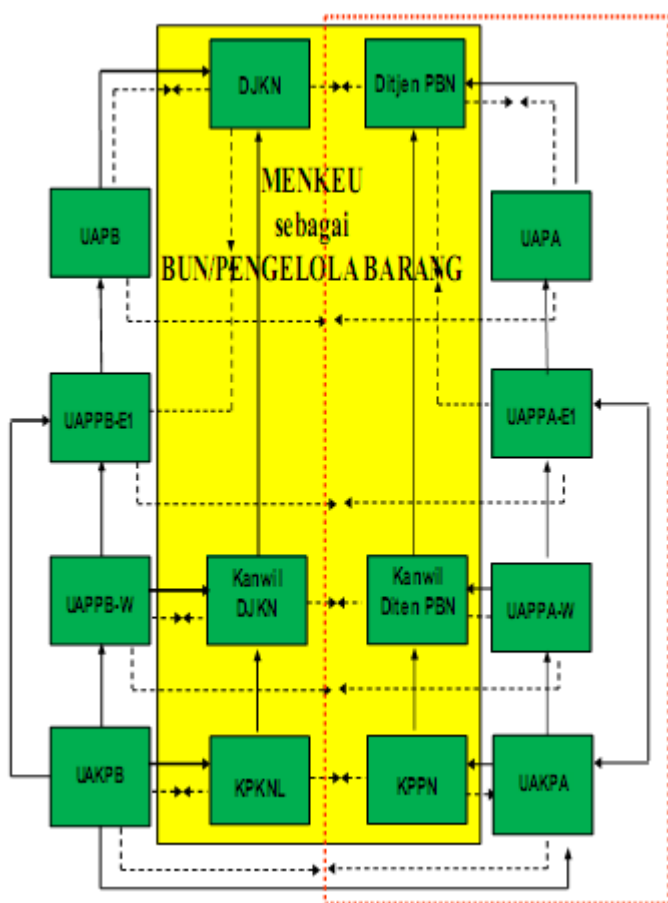 DJKN
Ditjen PBN
MENKEU
sebagai
BUN/PENGELOLA BARANG
UAPB
UAPA
UAPPB-E1
UAPPA-E1
UAPPB-W
Kanwil
DJKN
Kanwil
Diten PBN
UAPPA-W
UAKPB
KPKNL
KPPN
UAKPA